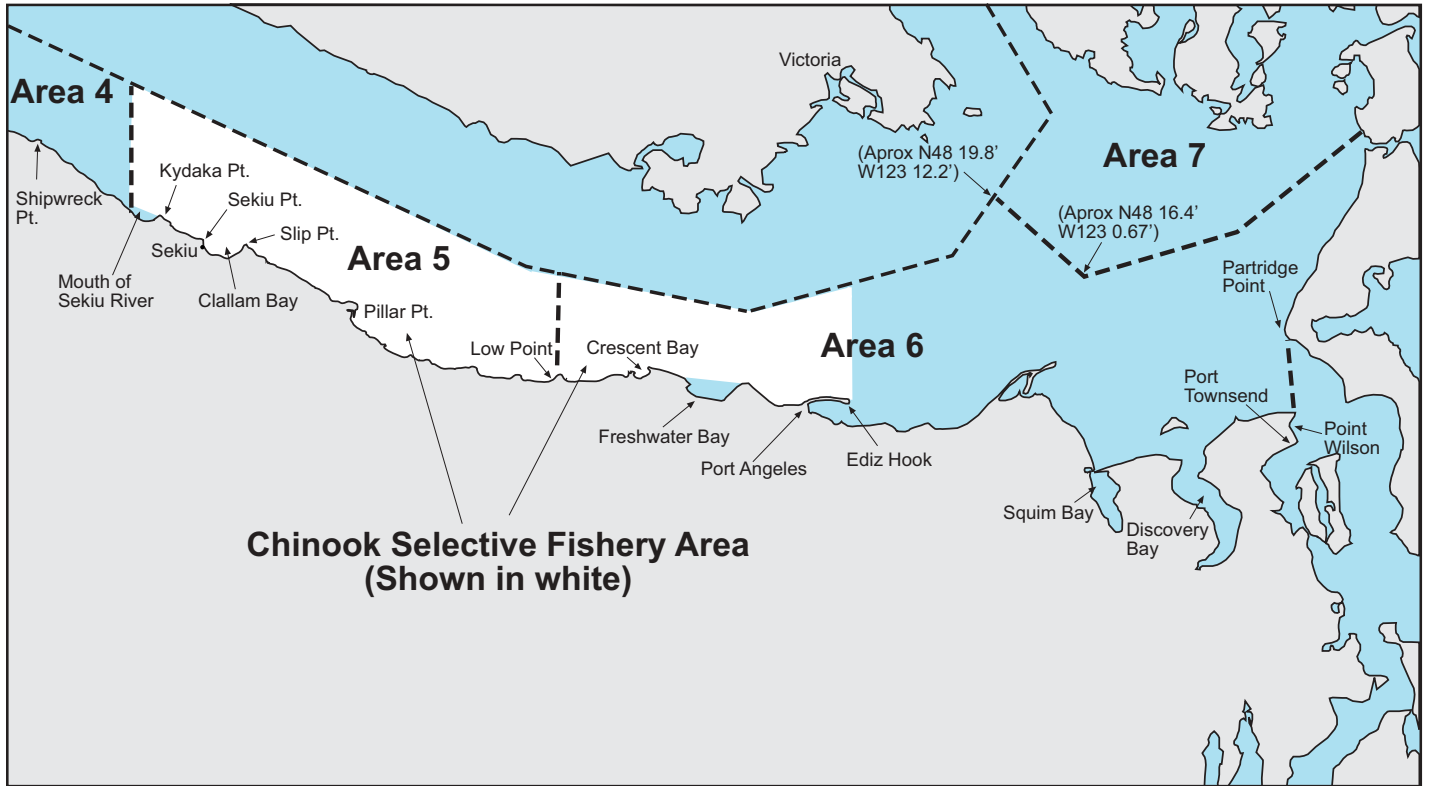 Victoria
Area 4
Kydaka Pt.
(Aprox N48 19.8’
W123 12.2’)
Area 7
Shipwreck
Pt.
Sekiu Pt.
(Aprox N48 16.4’
W123 0.67’)
Slip Pt.
Sekiu
Area 5
Mouth of
Sekiu River
Clallam Bay
Partridge
Point
Pillar Pt.
Low Point
Crescent Bay
Area 6
Port
Townsend
Freshwater Bay
Port Angeles
Ediz Hook
Point
Wilson
Squim Bay
Discovery
Bay
Chinook Selective Fishery Area
(Shown in white)